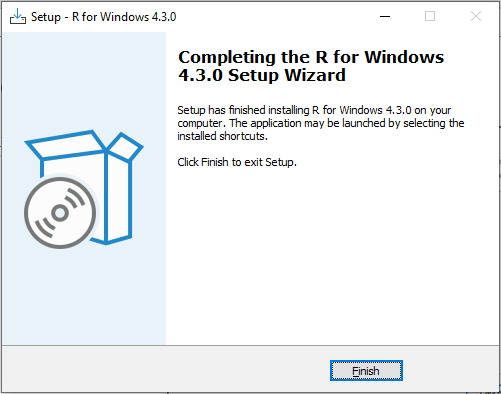 Setup - R for Windows 4.3.0
Completing the R for Windows
4.3.0 Setup Wizard
Setup has finished installing R for Windows 4.3.0 on your
computer. The application may be launched by selecting the
installed shortcuts.
Click Finish to exit Setup.
Finish